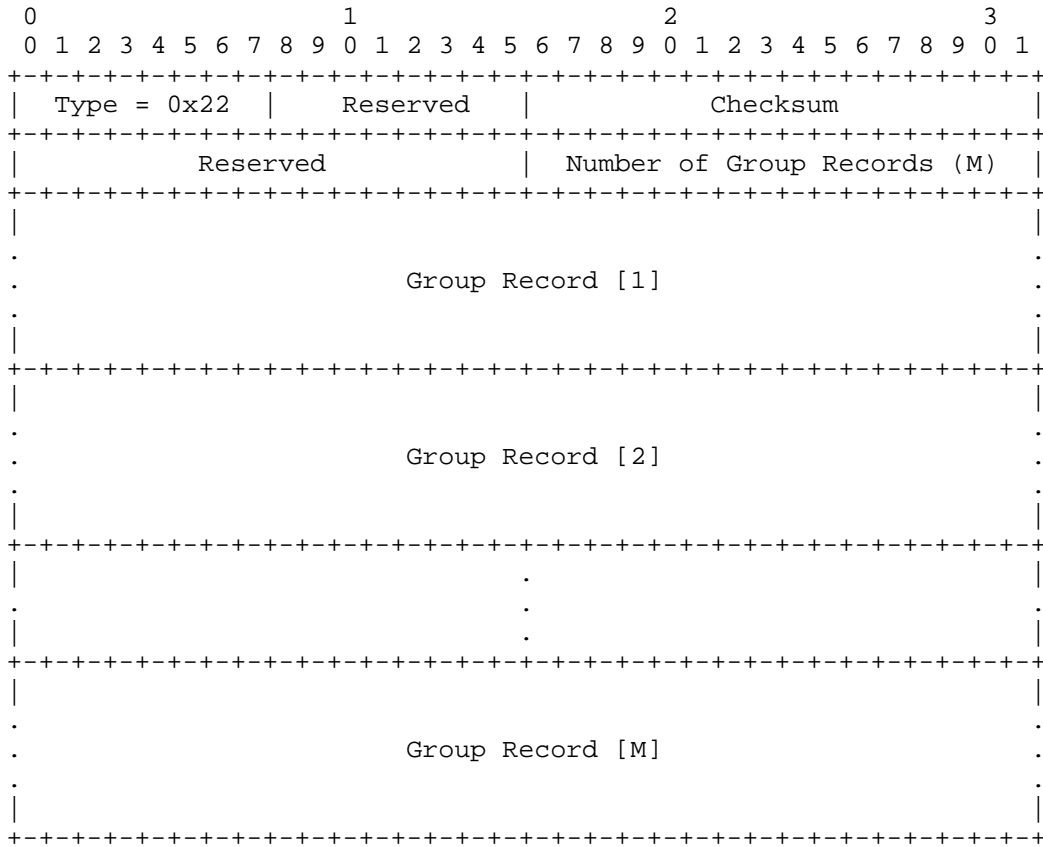 0                   1                   2                   3
 0 1 2 3 4 5 6 7 8 9 0 1 2 3 4 5 6 7 8 9 0 1 2 3 4 5 6 7 8 9 0 1
+-+-+-+-+-+-+-+-+-+-+-+-+-+-+-+-+-+-+-+-+-+-+-+-+-+-+-+-+-+-+-+-+
|  Type = 0x22  |    Reserved   |           Checksum            |
+-+-+-+-+-+-+-+-+-+-+-+-+-+-+-+-+-+-+-+-+-+-+-+-+-+-+-+-+-+-+-+-+
|           Reserved            |  Number of Group Records (M)  |
+-+-+-+-+-+-+-+-+-+-+-+-+-+-+-+-+-+-+-+-+-+-+-+-+-+-+-+-+-+-+-+-+
|                                                               |
.                                                               .
.                        Group Record [1]                       .
.                                                               .
|                                                               |
+-+-+-+-+-+-+-+-+-+-+-+-+-+-+-+-+-+-+-+-+-+-+-+-+-+-+-+-+-+-+-+-+
|                                                               |
.                                                               .
.                        Group Record [2]                       .
.                                                               .
|                                                               |
+-+-+-+-+-+-+-+-+-+-+-+-+-+-+-+-+-+-+-+-+-+-+-+-+-+-+-+-+-+-+-+-+
|                               .                               |
.                               .                               .
|                               .                               |
+-+-+-+-+-+-+-+-+-+-+-+-+-+-+-+-+-+-+-+-+-+-+-+-+-+-+-+-+-+-+-+-+
|                                                               |
.                                                               .
.                        Group Record [M]                       .
.                                                               .
|                                                               |
+-+-+-+-+-+-+-+-+-+-+-+-+-+-+-+-+-+-+-+-+-+-+-+-+-+-+-+-+-+-+-+-+